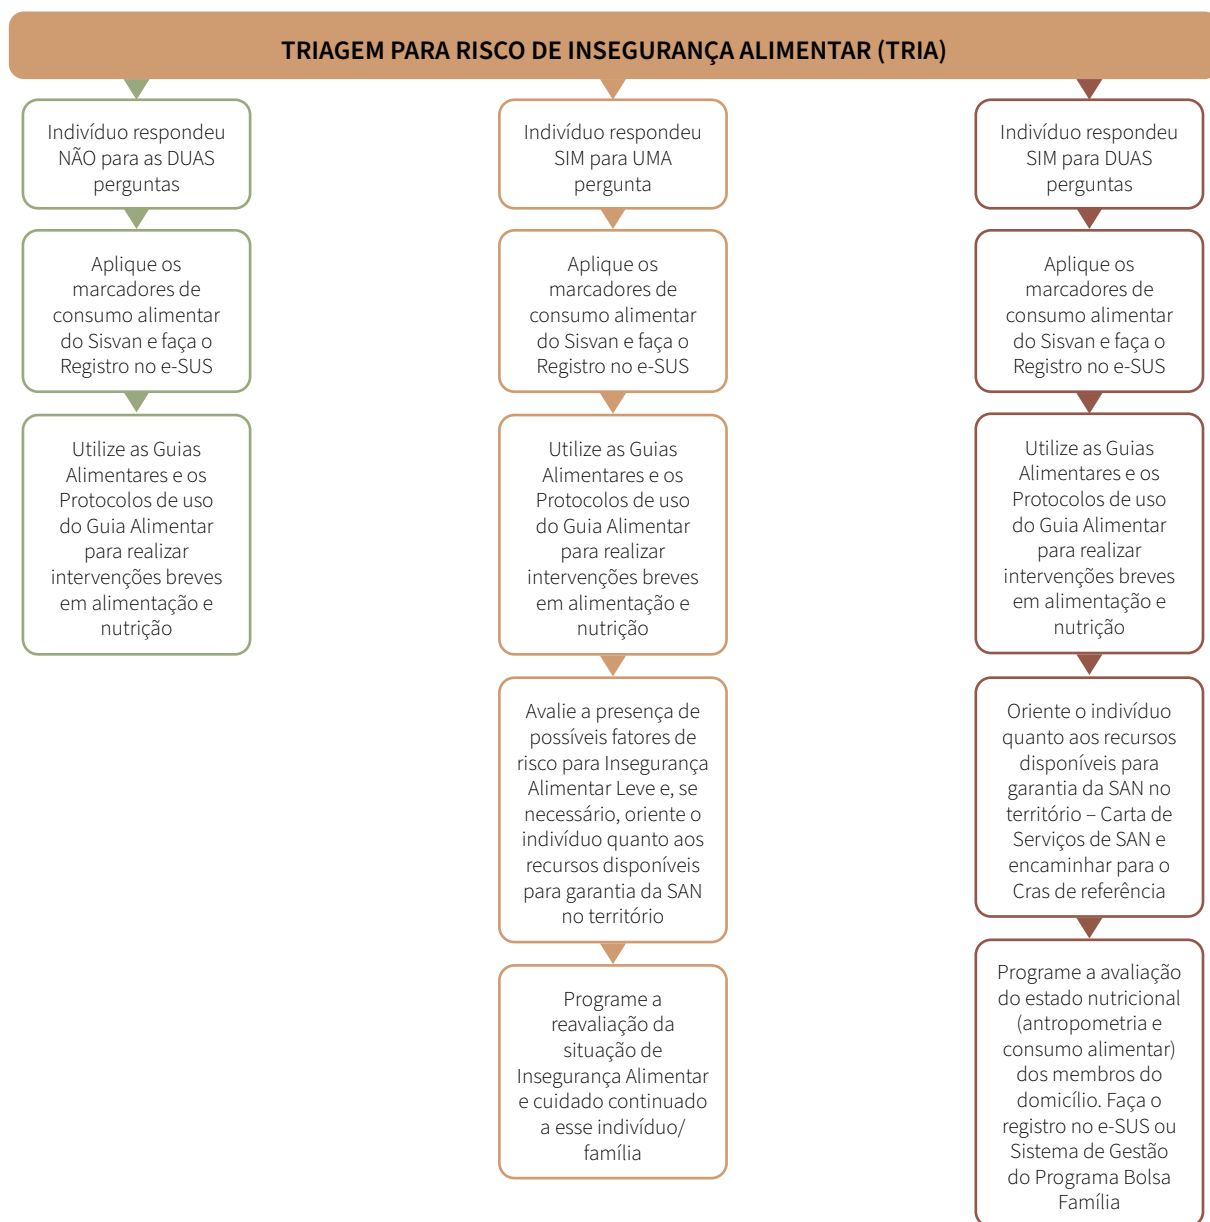 TRIAGEM PARA RISCO DE INSEGURANÇA ALIMENTAR (TRIA)
Indivíduo respondeu
NÃO para as DUAS
perguntas
Aplique os
marcadores de
consumo alimentar
do Sisvan e faça o
Registro no e-SUS
Utilize as Guias
Alimentares e os
Protocolos de uso
do Guia Alimentar
para realizar
intervenções breves
em alimentação e
nutrição
Indivíduo respondeu
SIM para UMA
pergunta
Aplique os
marcadores de
consumo alimentar
do Sisvan e faça o
Registro no e-SUS
Utilize as Guias
Alimentares e os
Protocolos de uso
do Guia Alimentar
para realizar
intervenções breves
em alimentação e
nutrição
Avalie a presença de
possíveis fatores de
risco para Insegurança
Alimentar Leve e, se
necessário, oriente o
indivíduo quanto aos
recursos disponíveis
para garantia da SAN
no território
Programe a
reavaliação da
situação de
Insegurança Alimentar
e cuidado continuado
a esse indivíduo/
família
Indivíduo respondeu
SIM para DUAS
perguntas
Aplique os
marcadores de
consumo alimentar
do Sisvan e faça o
Registro no e-SUS
Utilize as Guias
Alimentares e os
Protocolos de uso
do Guia Alimentar
para realizar
intervenções breves
em alimentação e
nutrição
Oriente o indivíduo
quanto aos recursos
disponíveis para
garantia da SAN no
território – Carta de
Serviços de SAN e
encaminhar para o
Cras de referência
Programe a avaliação
do estado nutricional
(antropometria e
consumo alimentar)
dos membros do
domicílio. Faça o
registro no e-SUS ou
Sistema de Gestão
do Programa Bolsa
Família